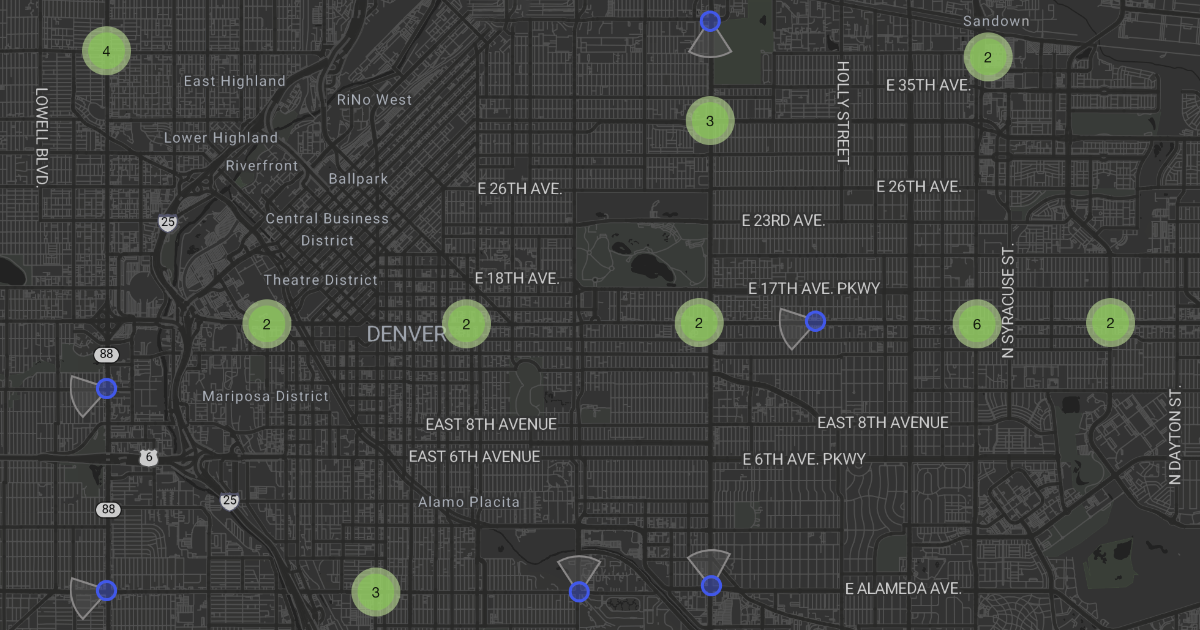 Sandown
4
2
East Highland
E 35TH AVE.
RiNo West
LOWELL BLVD.
HOLLY STREET
3
Lower Highland
Riverfront
Ballpark
E 26TH AVE.
E 26TH AVE.
25
Central Business
District
E 23RD AVE.
Theatre District
E 18TH AVE.
E 17TH AVE. PKWY
N SYRACUSE ST.
2
2
2
6
2
DENVER
88
Mariposa District
EAST 8TH AVENUE
EAST 8TH AVENUE
N DAYTON ST.
6
EAST 6TH AVENUE
E 6TH AVE. PKWY
25
Alamo Placita
88
3
E ALAMEDA AVE.